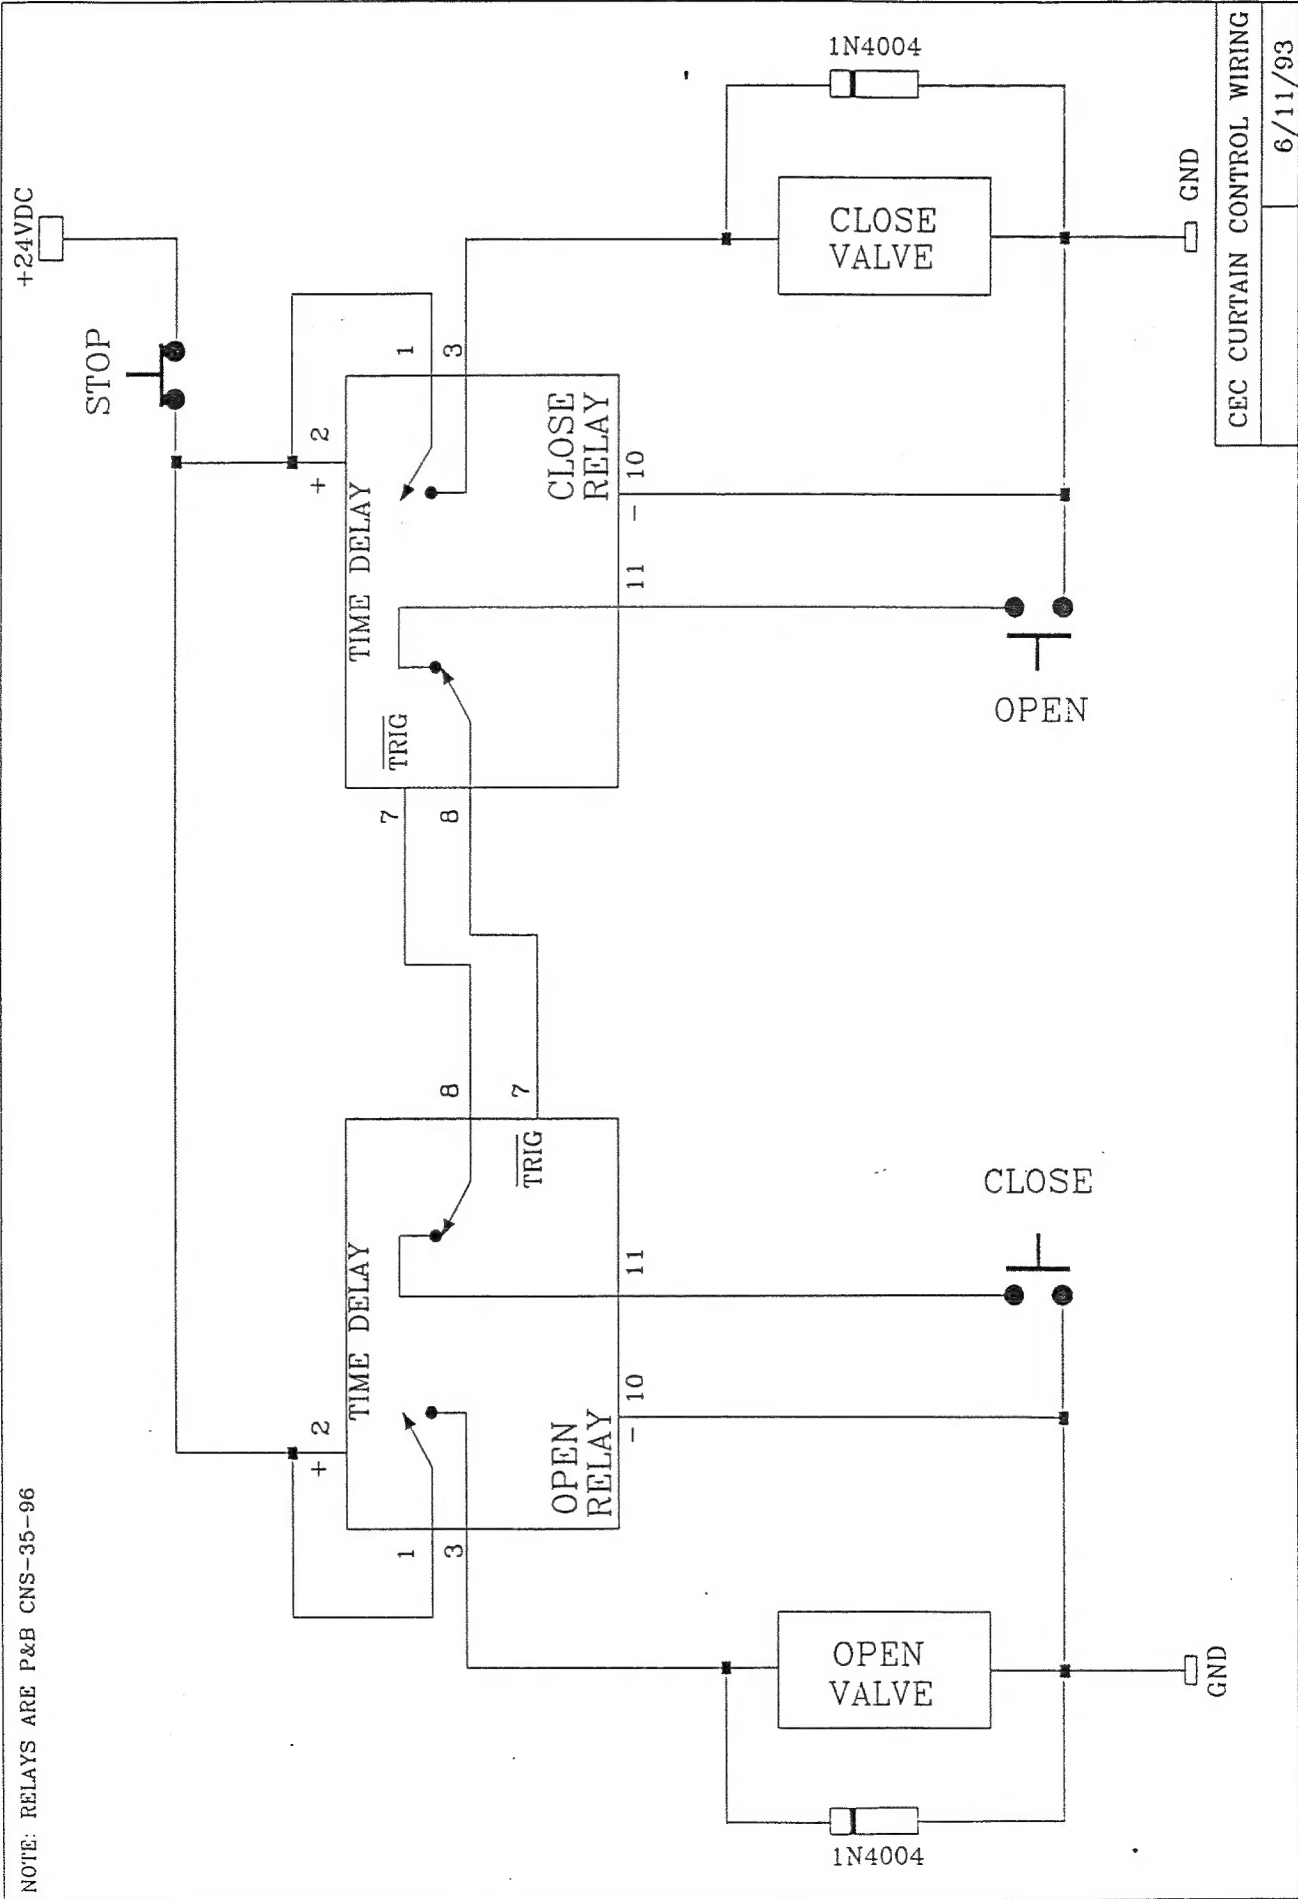 NOTE: RELAYS ARE P&B CNS-35-96
+24VDC
STOP
1N4004
CLOSE
VALVE
GND
1
3
+ 2
TIME DELAY
CLOSE
RELAY
- 10
11
TRIG
7
8
OPEN
8
7
TRIG
TIME DELAY
+ 2
1
3
OPEN
RELAY
- 10
11
CLOSE
OPEN
VALVE
1N4004
GND
CEC CURTAIN CONTROL WIRING
6/11/93